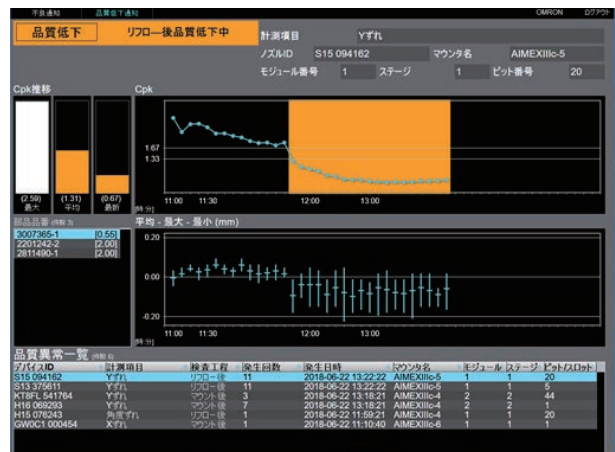 不良通知 品質低下通知 OMRON ログアウト
品質低下 リフロー後品質低下中
計測項目 Yずれ
ノズルID S15 094162 マウンタ名 AIMEXIIIc-5
モジュール番号 1 ステージ 1 ピット番号 20
Cpk推移 Cpk
1.67
1.33
(2.59) (1.31) (0.67)
最大 平均 最新
[時:分] 11:00 11:30 12:00 13:00
部品品番 (件数 3) 平均 - 最大 - 最小 (mm)
3007365-1 [0.55]
2201242-2 [2.00]
2811490-1 [2.00]
0.20
0.00
-0.20
[時:分] 11:00 11:30 12:00 13:00
品質異常一覧 (件数 6)
デバイスID 計測項目 検査工程 発生回数 発生日時 マウンタ名 モジュール ステージ ピット/スロット
S15 094162 Yずれ リフロー後 11 2018-06-22 13:22:22 AIMEXIIIc-5 1 1 20
S13 375611 Yずれ リフロー後 11 2018-06-22 13:22:22 AIMEXIIIc-5 1 1 5
KT8FL 541764 Yずれ マウント後 3 2018-06-22 13:18:21 AIMEXIIIc-4 2 2 44
H16 069293 Yずれ マウント後 7 2018-06-22 13:18:21 AIMEXIIIc-4 2 2 1
H15 076243 角度ずれ リフロー後 1 2018-06-22 11:59:21 AIMEXIIIc-4 1 1 20
GW0C1 000454 Xずれ マウント後 1 2018-06-22 11:10:40 AIMEXIIIc-6 1 1 1